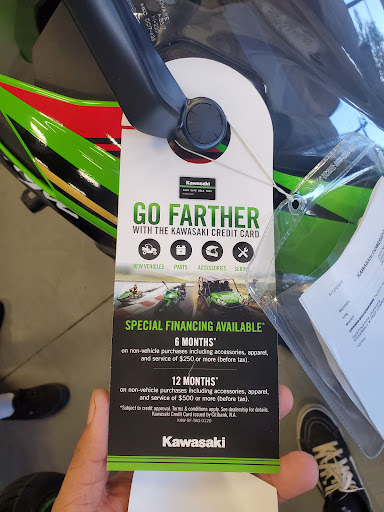 Kawasaki
GO FARTHER
WITH THE KAWASAKI CREDIT CARD
NEW VEHICLES PARTS ACCESSORIES SERVICE
SPECIAL FINANCING AVAILABLE*
6 MONTHS*
on non-vehicle purchases including accessories, apparel,
and service of $250 or more (before tax).
12 MONTHS*
on non-vehicle purchases including accessories, apparel,
and service of $500 or more (before tax).
*Subject to credit approval. Terms & conditions apply. See dealership for details.
Kawasaki Credit Card issued by Citibank, N.A.
Kawasaki